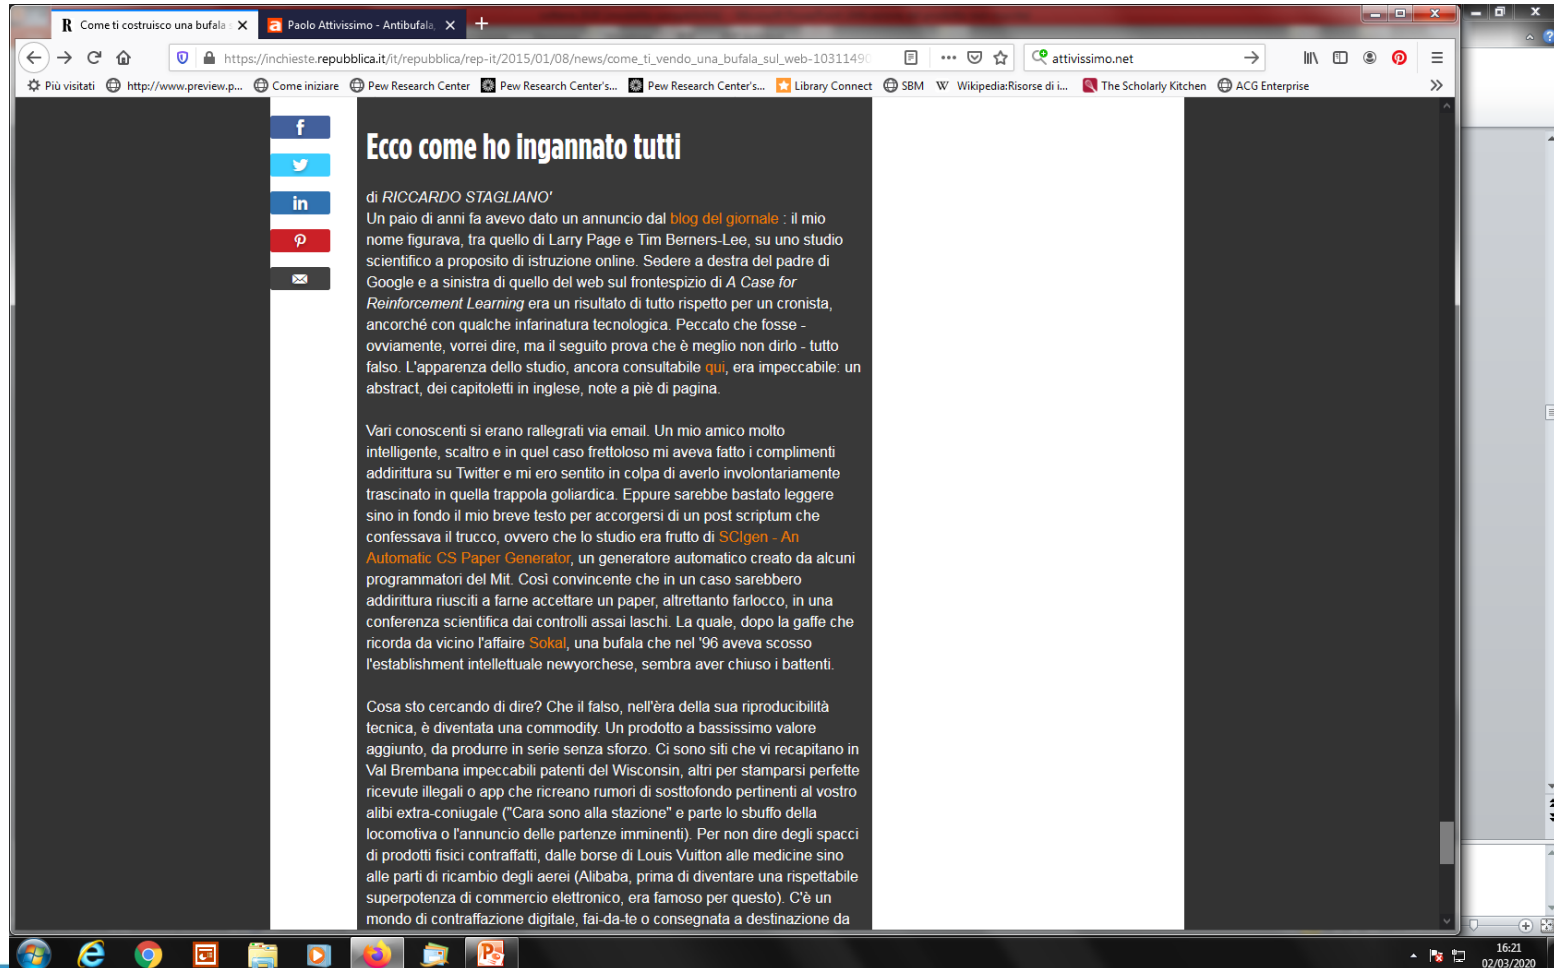 Come ti costruisco una bufala s
Paolo Attivissimo - Antibufala,
https://inchieste.repubblica.it/it/repubblica/rep-it/2015/01/08/news/come_ti_vendo_una_bufala_sul_web-10311490
attivissimo.net
Più visitati
http://www.preview.p...
Come iniziare
Pew Research Center
Pew Research Center's...
Pew Research Center's...
Library Connect
SBM
Wikipedia:Risorse di i...
The Scholarly Kitchen
ACG Enterprise
Ecco come ho ingannato tutti
di RICCARDO STAGLIANO'
Un paio di anni fa avevo dato un annuncio dal blog del giornale : il mio
nome figurava, tra quello di Larry Page e Tim Berners-Lee, su uno studio
scientifico a proposito di istruzione online. Sedere a destra del padre di
Google e a sinistra di quello del web sul frontespizio di A Case for
Reinforcement Learning era un risultato di tutto rispetto per un cronista,
ancorché con qualche infarinatura tecnologica. Peccato che fosse -
ovviamente, vorrei dire, ma il seguito prova che è meglio non dirlo - tutto
falso. L'apparenza dello studio, ancora consultabile qui, era impeccabile: un
abstract, dei capitoletti in inglese, note a piè di pagina.
Vari conoscenti si erano rallegrati via email. Un mio amico molto
intelligente, scaltro e in quel caso frettoloso mi aveva fatto i complimenti
addirittura su Twitter e mi ero sentito in colpa di averlo involontariamente
trascinato in quella trappola goliardica. Eppure sarebbe bastato leggere
sino in fondo il mio breve testo per accorgersi di un post scriptum che
confessava il trucco, ovvero che lo studio era frutto di SCIgen - An
Automatic CS Paper Generator, un generatore automatico creato da alcuni
programmatori del Mit. Così convincente che in un caso sarebbero
addirittura riusciti a farne accettare un paper, altrettanto farlocco, in una
conferenza scientifica dai controlli assai laschi. La quale, dopo la gaffe che
ricorda da vicino l'affaire Sokal, una bufala che nel '96 aveva scosso
l'establishment intellettuale newyorchese, sembra aver chiuso i battenti.
Cosa sto cercando di dire? Che il falso, nell'èra della sua riproducibilità
tecnica, è diventata una commodity. Un prodotto a bassissimo valore
aggiunto, da produrre in serie senza sforzo. Ci sono siti che vi recapitano in
Val Brembana impeccabili patenti del Wisconsin, altri per stamparsi perfette
ricevute illegali o app che ricreano rumori di sosttofondo pertinenti al vostro
alibi extra-coniugale ("Cara sono alla stazione" e parte lo sbuffo della
locomotiva o l'annuncio delle partenze imminenti). Per non dire degli spacci
di prodotti fisici contraffatti, dalle borse di Louis Vuitton alle medicine sino
alle parti di ricambio degli aerei (Alibaba, prima di diventare una rispettabile
superpotenza di commercio elettronico, era famoso per questo). C'è un
mondo di contraffazione digitale, fai-da-te o consegnata a destinazione da
16:21
02/03/2020